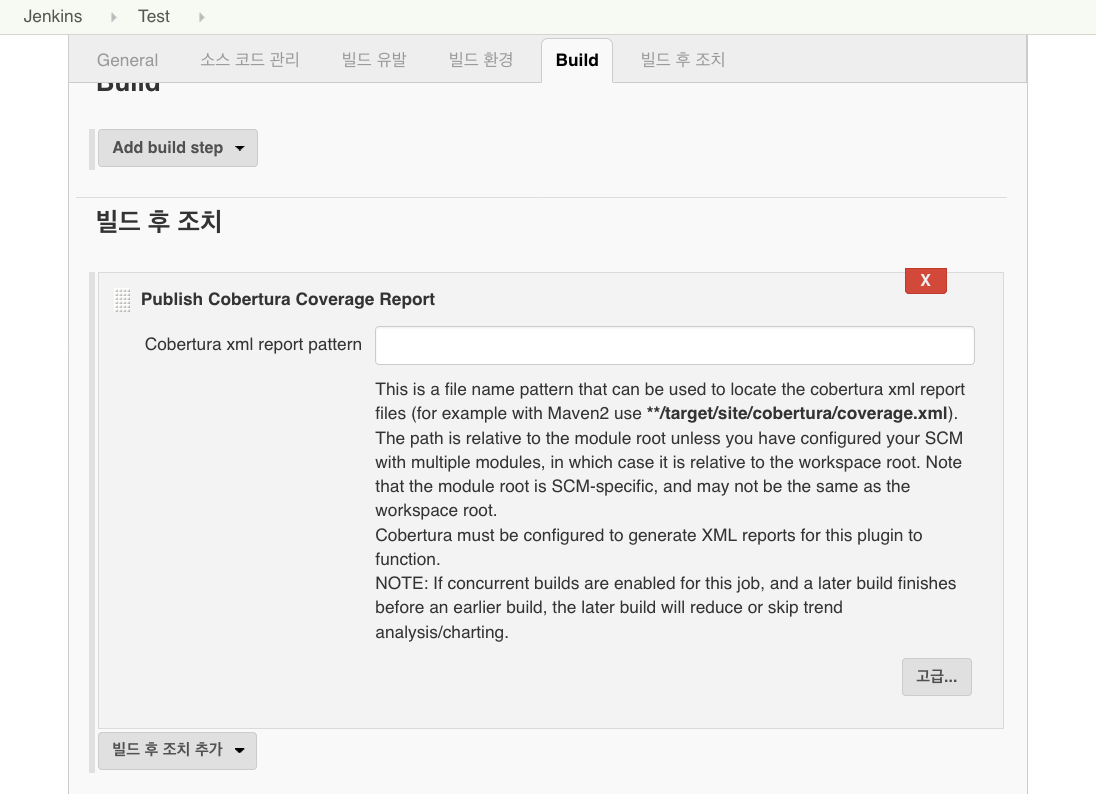 Jenkins Test
General 소스 코드 관리 빌드 유발 빌드 환경 Build 빌드 후 조치
Build
Add build step
빌드 후 조치
X
Publish Cobertura Coverage Report
Cobertura xml report pattern
This is a file name pattern that can be used to locate the cobertura xml report
files (for example with Maven2 use **/target/site/cobertura/coverage.xml).
The path is relative to the module root unless you have configured your SCM
with multiple modules, in which case it is relative to the workspace root. Note
that the module root is SCM-specific, and may not be the same as the
workspace root.
Cobertura must be configured to generate XML reports for this plugin to
function.
NOTE: If concurrent builds are enabled for this job, and a later build finishes
before an earlier build, the later build will reduce or skip trend
analysis/charting.
고급...
빌드 후 조치 추가